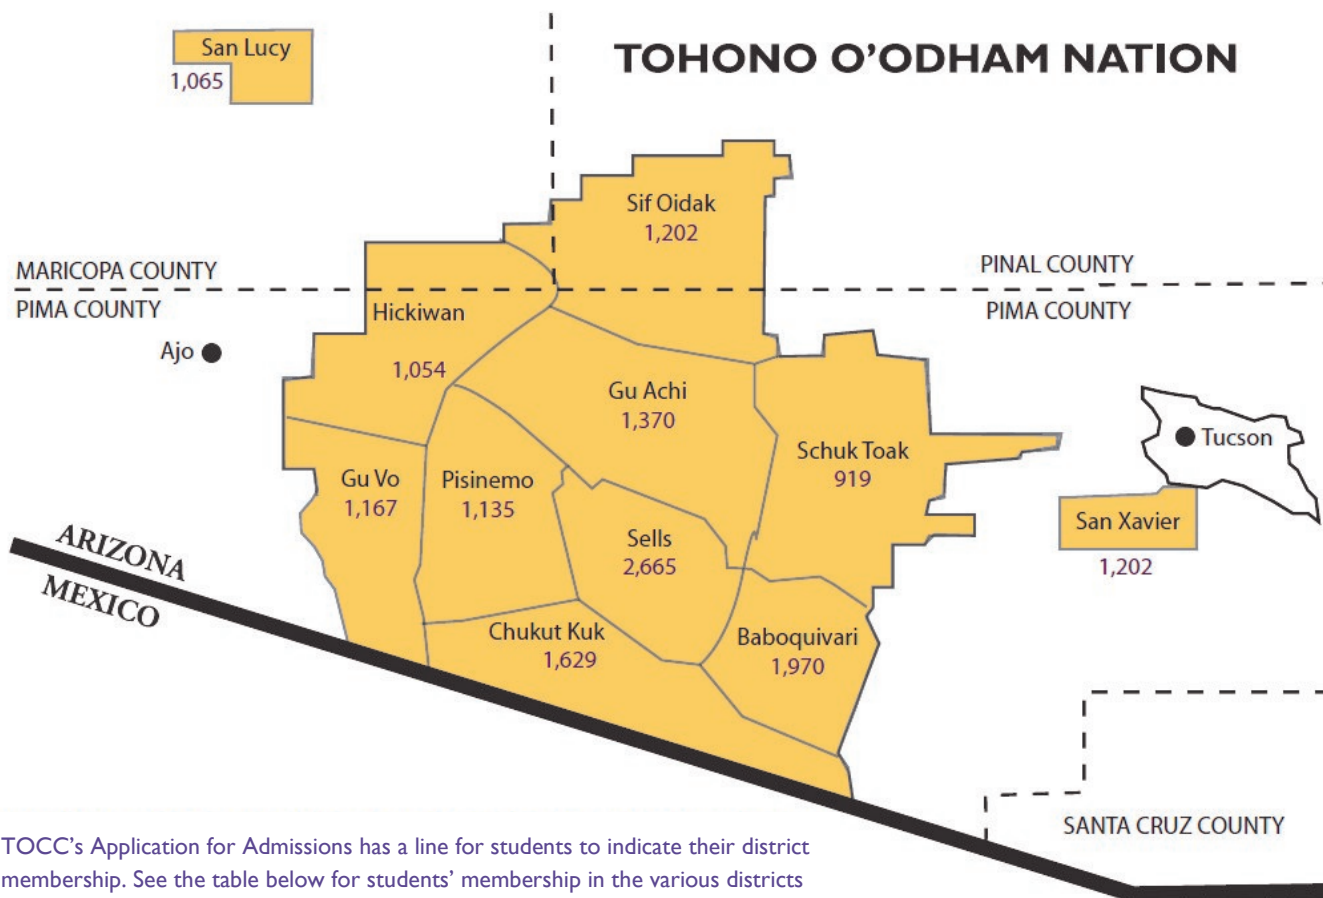 San Lucy
1,065
TOHONO O’ODHAM NATION
Sif Oidak
1,202
MARICOPA COUNTY
PINAL COUNTY
PIMA COUNTY
PIMA COUNTY
Hickiwan
Ajo
1,054
Gu Achi
1,370
Tucson
Schuk Toak
919
Gu Vo
1,167
Pisinemo
1,135
San Xavier
1,202
Sells
2,665
ARIZONA
MEXICO
Chukut Kuk
1,629
Baboquivari
1,970
SANTA CRUZ COUNTY
TOCC’s Application for Admissions has a line for students to indicate their district
membership. See the table below for students’ membership in the various districts